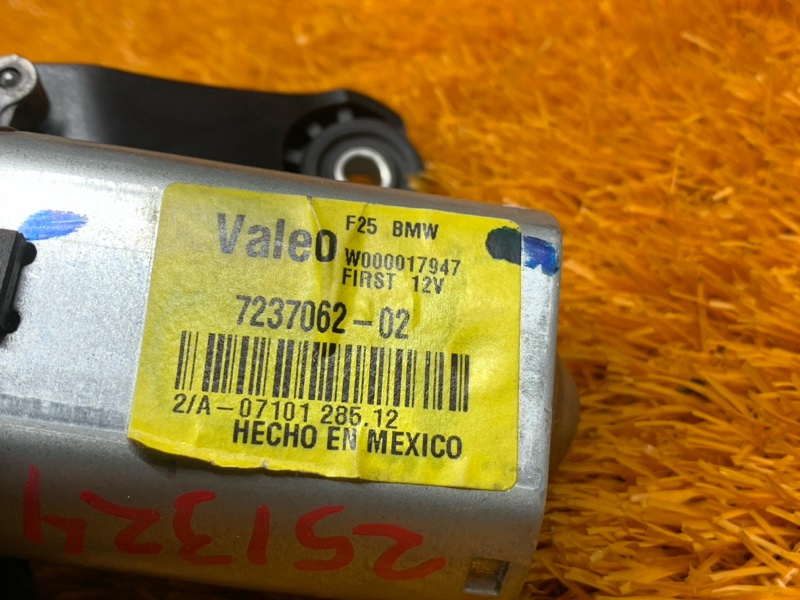 Valeo F25 BMW
W000017947
FIRST 12V
7237062-02
2/A-07101 285.12
HECHO EN MEXICO
251324